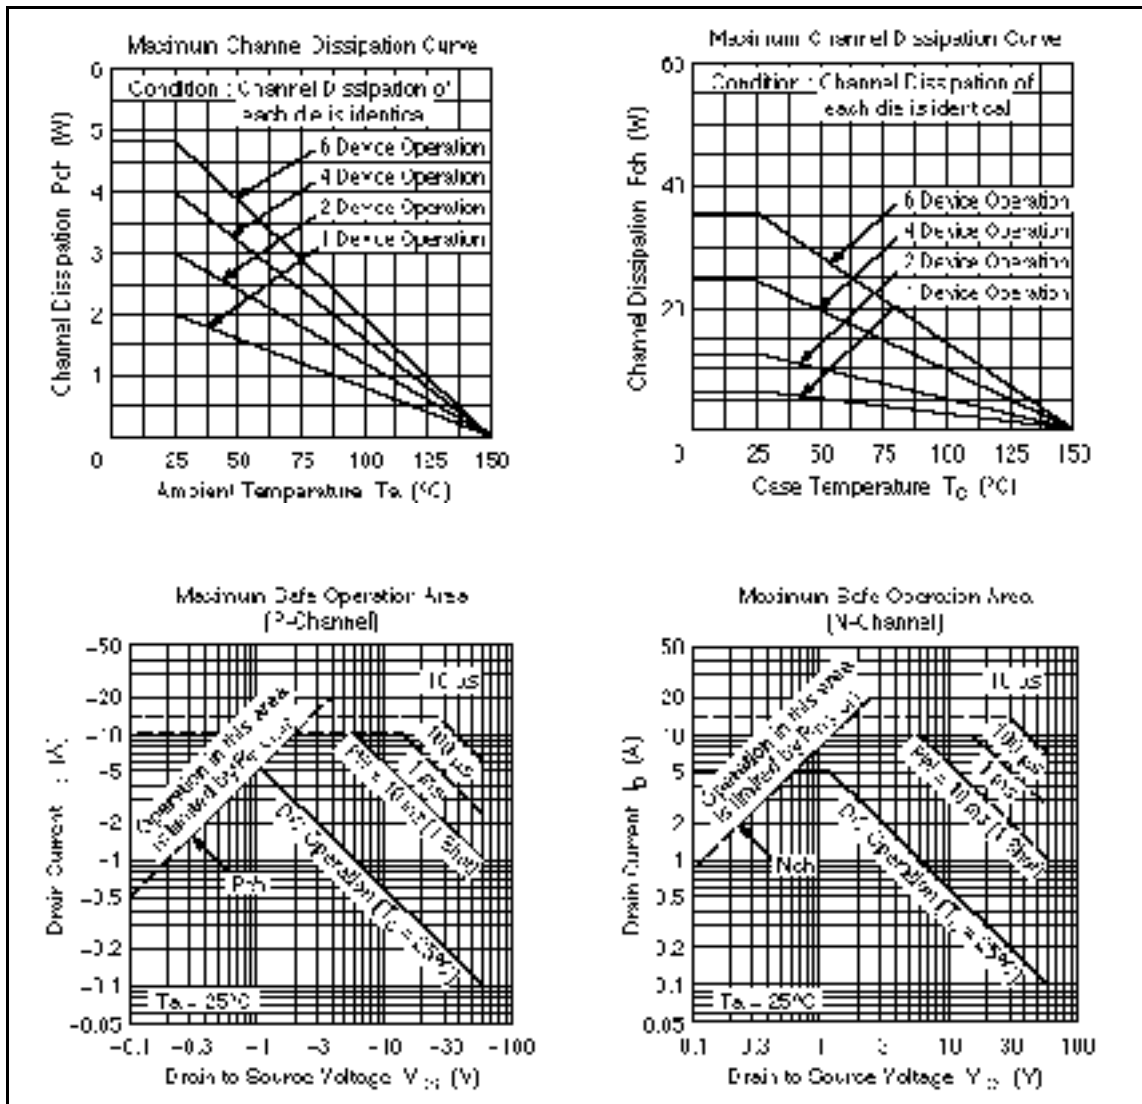 Maximum Channel Dissipation Curve
6
5
4
3
2
1
0
25
50
75
100
125
150
Condition : Channel Dissipation of
each die is identical
6 Device Operation
4 Device Operation
2 Device Operation
1 Device Operation
Channel Dissipation Pch (W)
Ambient Temperature Ta (°C)
Maximum Channel Dissipation Curve
60
40
20
0
25
50
75
100
125
150
Condition : Channel Dissipation of
each die is identical
6 Device Operation
4 Device Operation
2 Device Operation
1 Device Operation
Channel Dissipation Pch (W)
Case Temperature TC (°C)
Maximum Safe Operation Area
(P-Channel)
-50
-20
-10
-5
-2
-1
-0.5
-0.2
-0.1
-0.05
-0.1
-0.3
-1
-3
-10
-30
-100
10 µs
100 µs
1 ms
PW = 10 ms (1 Shot)
DC Operation (TC = 25°C)
Operation in this area
is limited by
Pch
Ta = 25°C
Drain Current (A)
Drain to Source Voltage V (V)
Maximum Safe Operation Area
(N-Channel)
50
20
10
5
2
1
0.5
0.2
0.1
0.05
0.1
0.3
1
3
10
30
100
10 µs
100 µs
1 ms
PW = 10 ms (1 Shot)
DC Operation (TC = 25°C)
Operation in this area
is limited by
Nch
Ta = 25°C
Drain Current ID (A)
Drain to Source Voltage V (V)